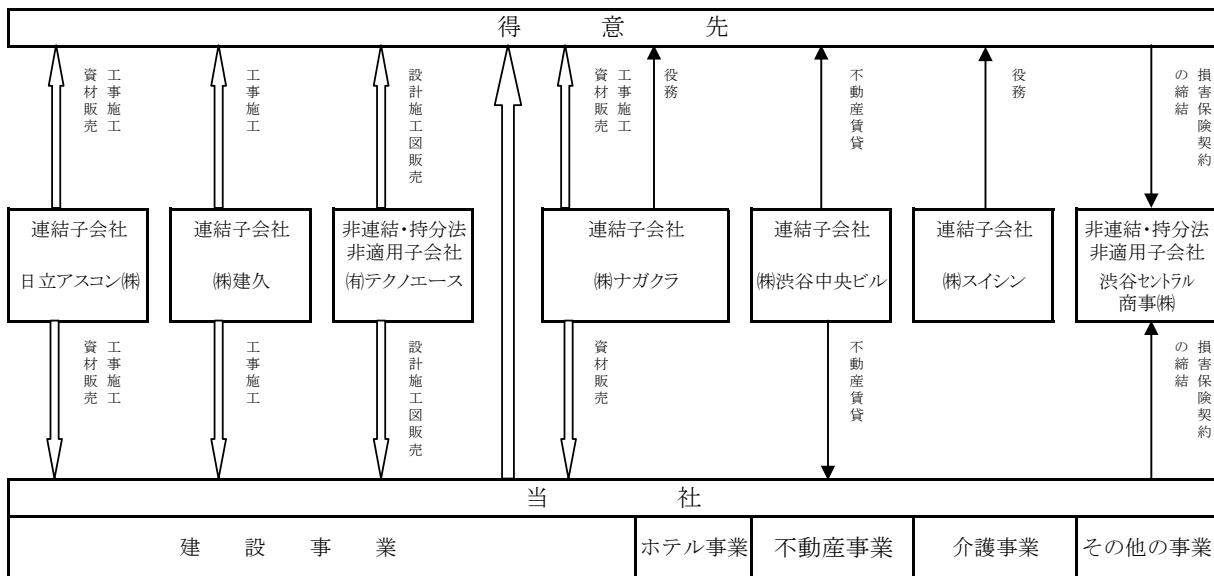 得意先
工事施工
資材販売
工事施工
設計施工図販売
工事施工
資材販売
役務
不動産賃貸
役務
損害保険契約
の締結
連結子会社
日立アスコン㈱
連結子会社
㈱建久
非連結・持分法
非適用子会社
㈲テクノエース
連結子会社
㈱ナガクラ
連結子会社
㈱渋谷中央ビル
連結子会社
㈱スイシン
非連結・持分法
非適用子会社
渋谷セントラル
商事㈱
工事施工
資材販売
工事施工
設計施工図販売
資材販売
不動産賃貸
損害保険契約
の締結
当社
建設事業
ホテル事業
不動産事業
介護事業
その他の事業